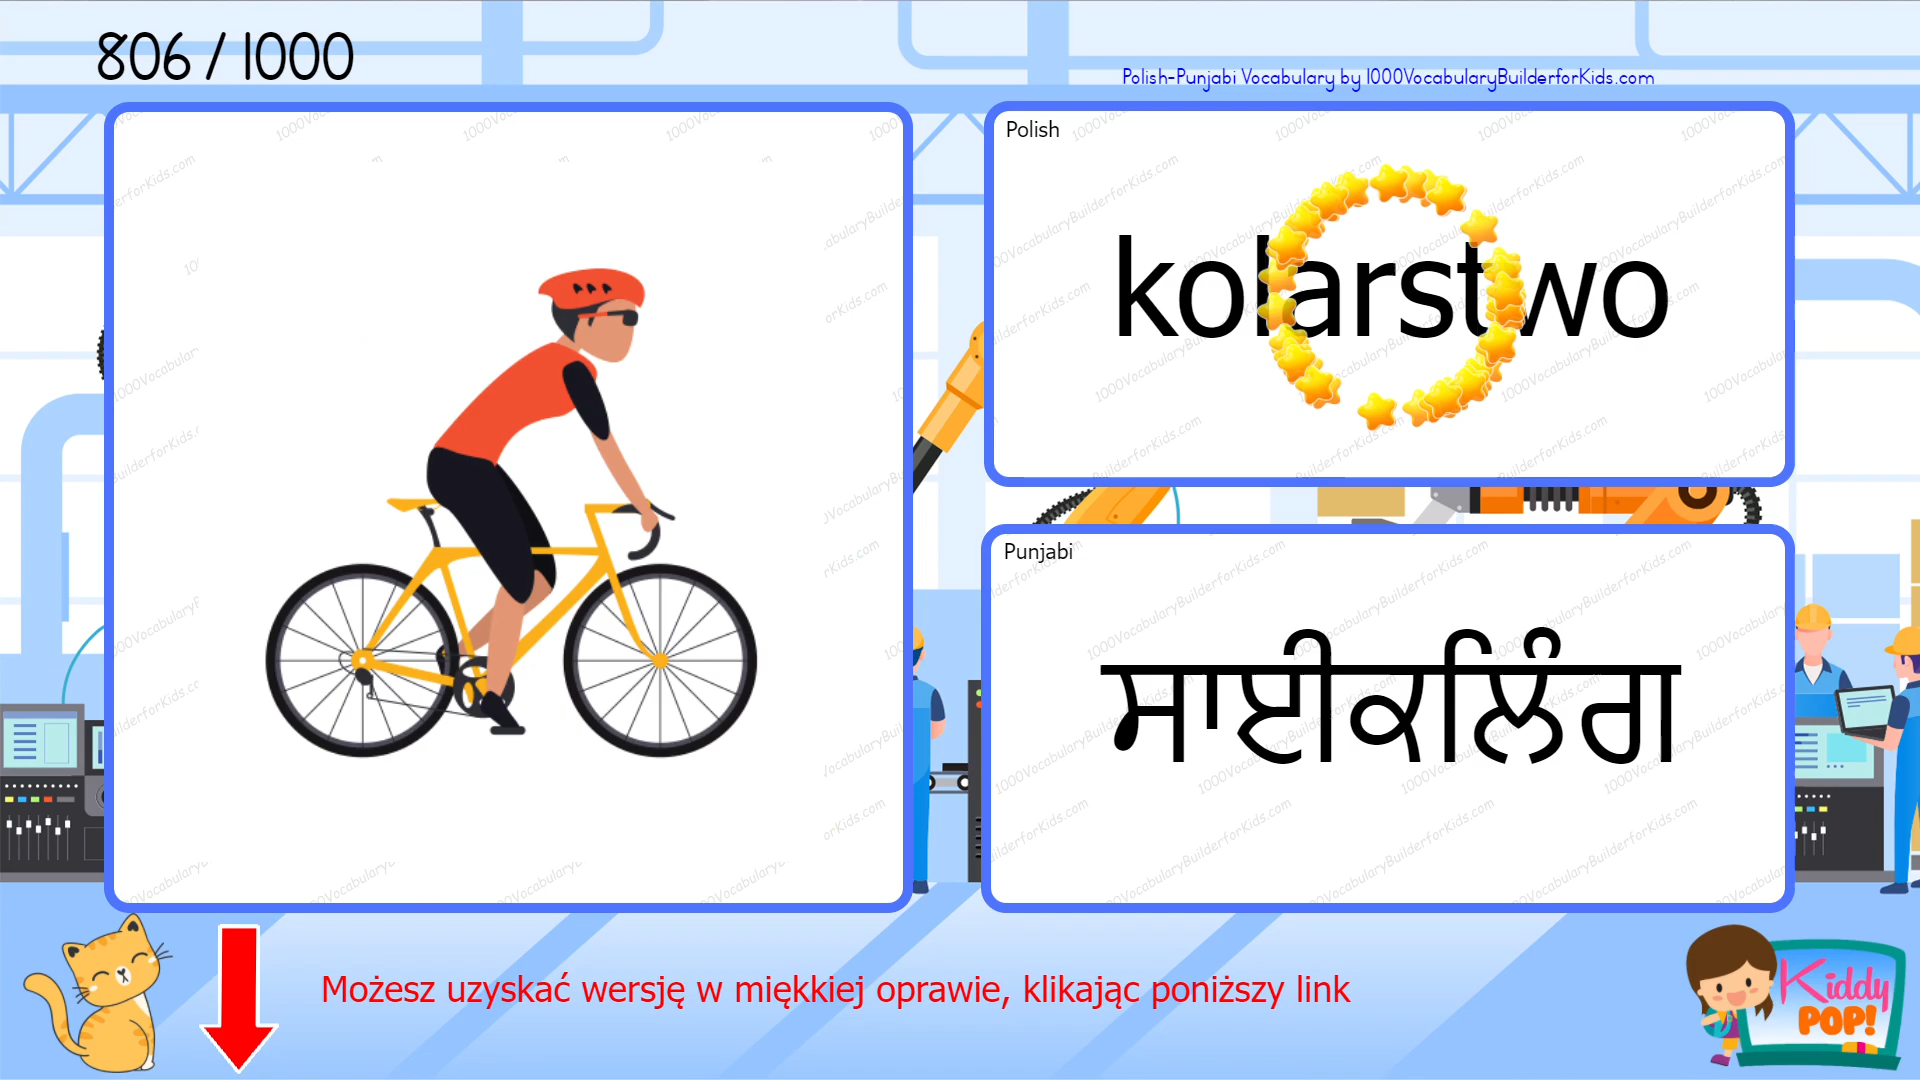 806 / 1000
Polish-Punjabi Vocabulary by 1000VocabularyBuilderforKids.com
Polish
kolarstwo
Punjabi
ਸਾਈਕਲਿੰਗ
Możesz uzyskać wersję w miękkiej oprawie, klikając poniższy link
Kiddy
POP!